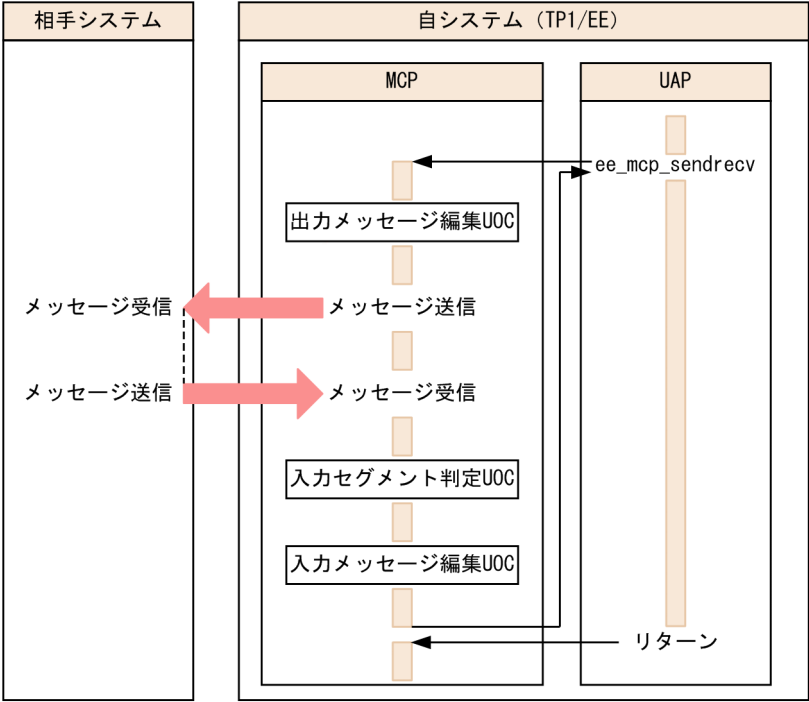 相手システム
自システム（TP1/EE）
MCP
UAP
ee_mcp_sendrecv
出力メッセージ編集UOC
メッセージ受信
メッセージ送信
メッセージ送信
メッセージ受信
入力セグメント判定UOC
入力メッセージ編集UOC
リターン